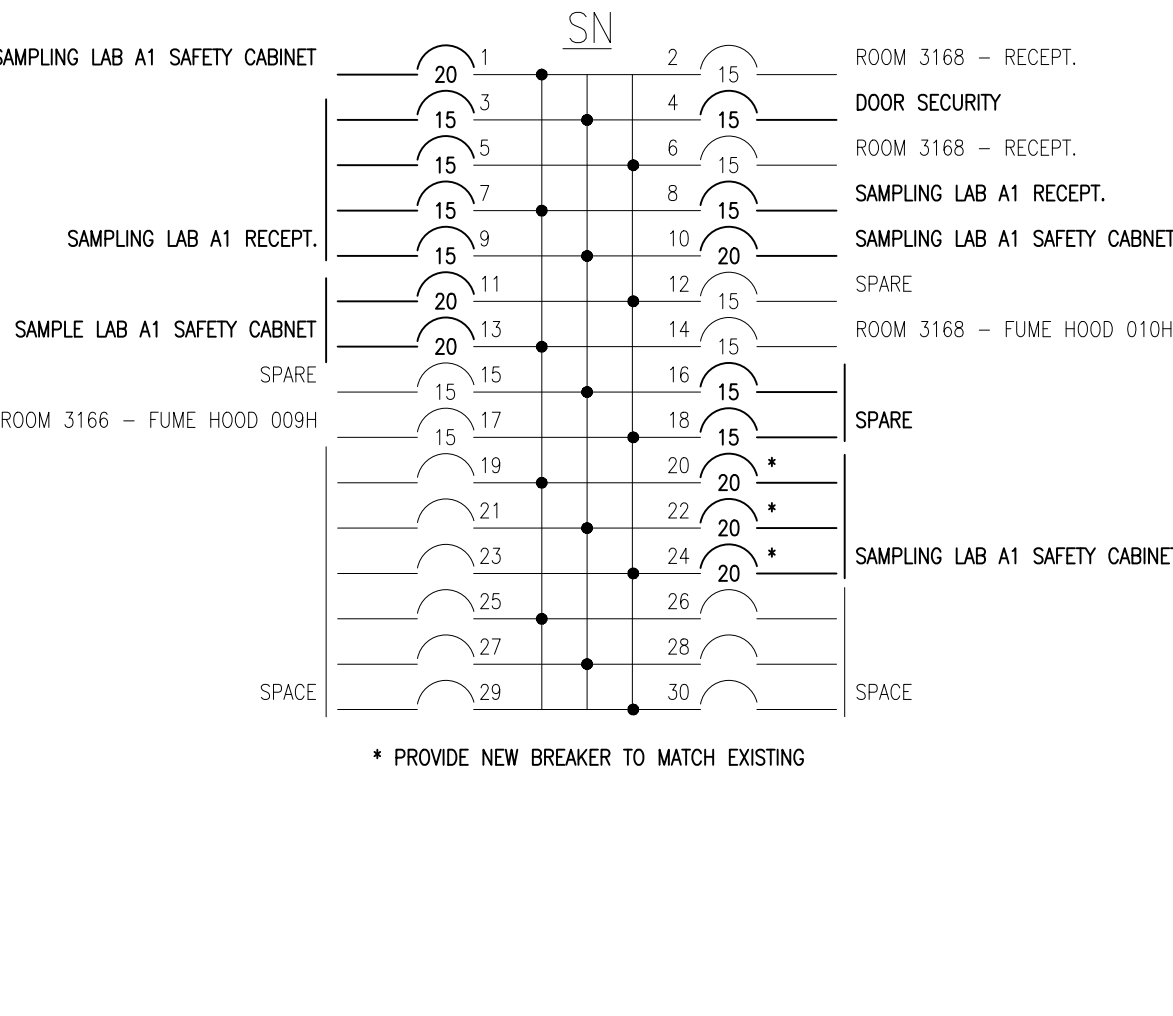 SN
SAMPLING LAB A1 SAFETY CABINET 20 1 2 15 ROOM 3168 – RECEPT.
15 3 4 15 DOOR SECURITY
15 5 6 15 ROOM 3168 – RECEPT.
15 7 8 15 SAMPLING LAB A1 RECEPT.
SAMPLING LAB A1 RECEPT. 15 9 10 20 SAMPLING LAB A1 SAFETY CABNET
20 11 12 15 SPARE
SAMPLE LAB A1 SAFETY CABNET 20 13 14 15 ROOM 3168 – FUME HOOD 010H
SPARE 15 15 16 15
ROOM 3166 – FUME HOOD 009H 15 17 18 15 SPARE
19 20 20 *
21 22 20 *
23 24 20 * SAMPLING LAB A1 SAFETY CABINET
25 26
27 28
SPACE 29 30 SPACE
* PROVIDE NEW BREAKER TO MATCH EXISTING